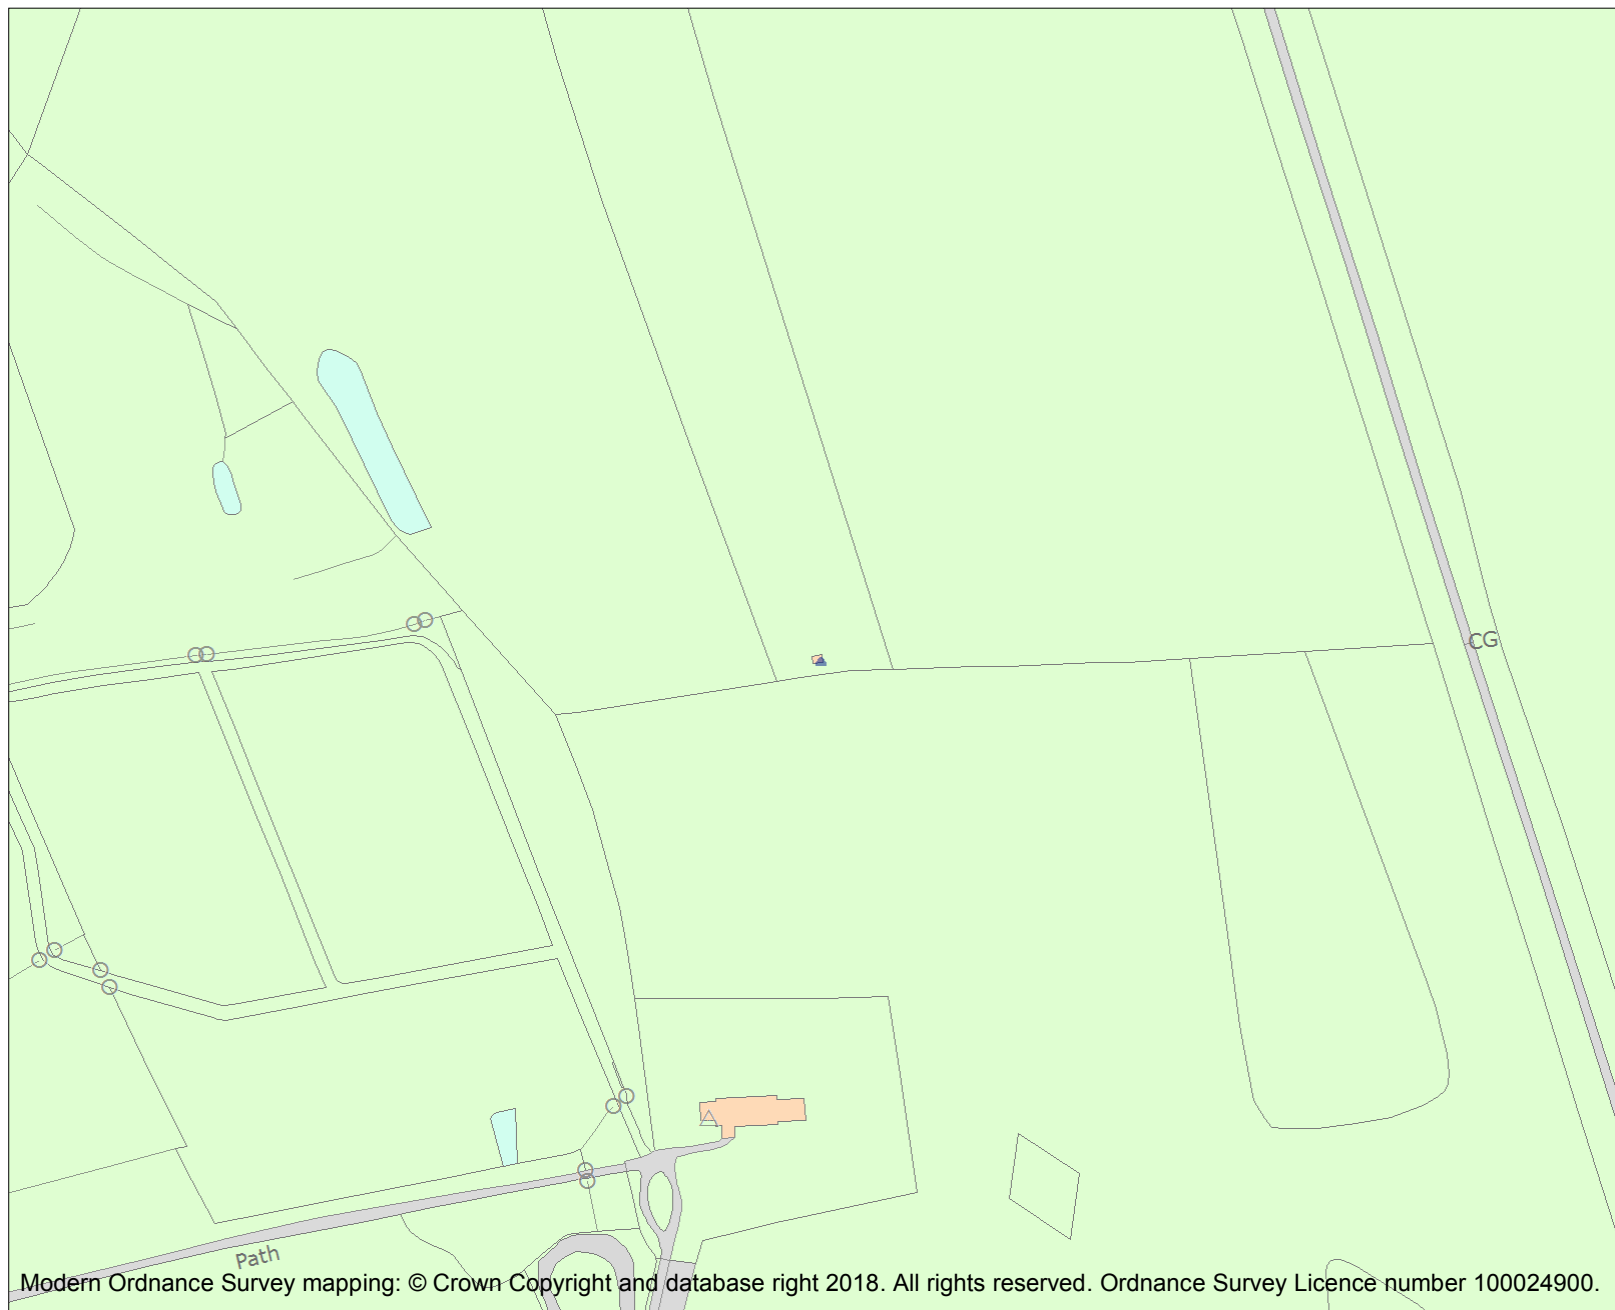 CG
Path
Modern Ordnance Survey mapping: © Crown Copyright and database right 2018. All rights reserved. Ordnance Survey Licence number 100024900.